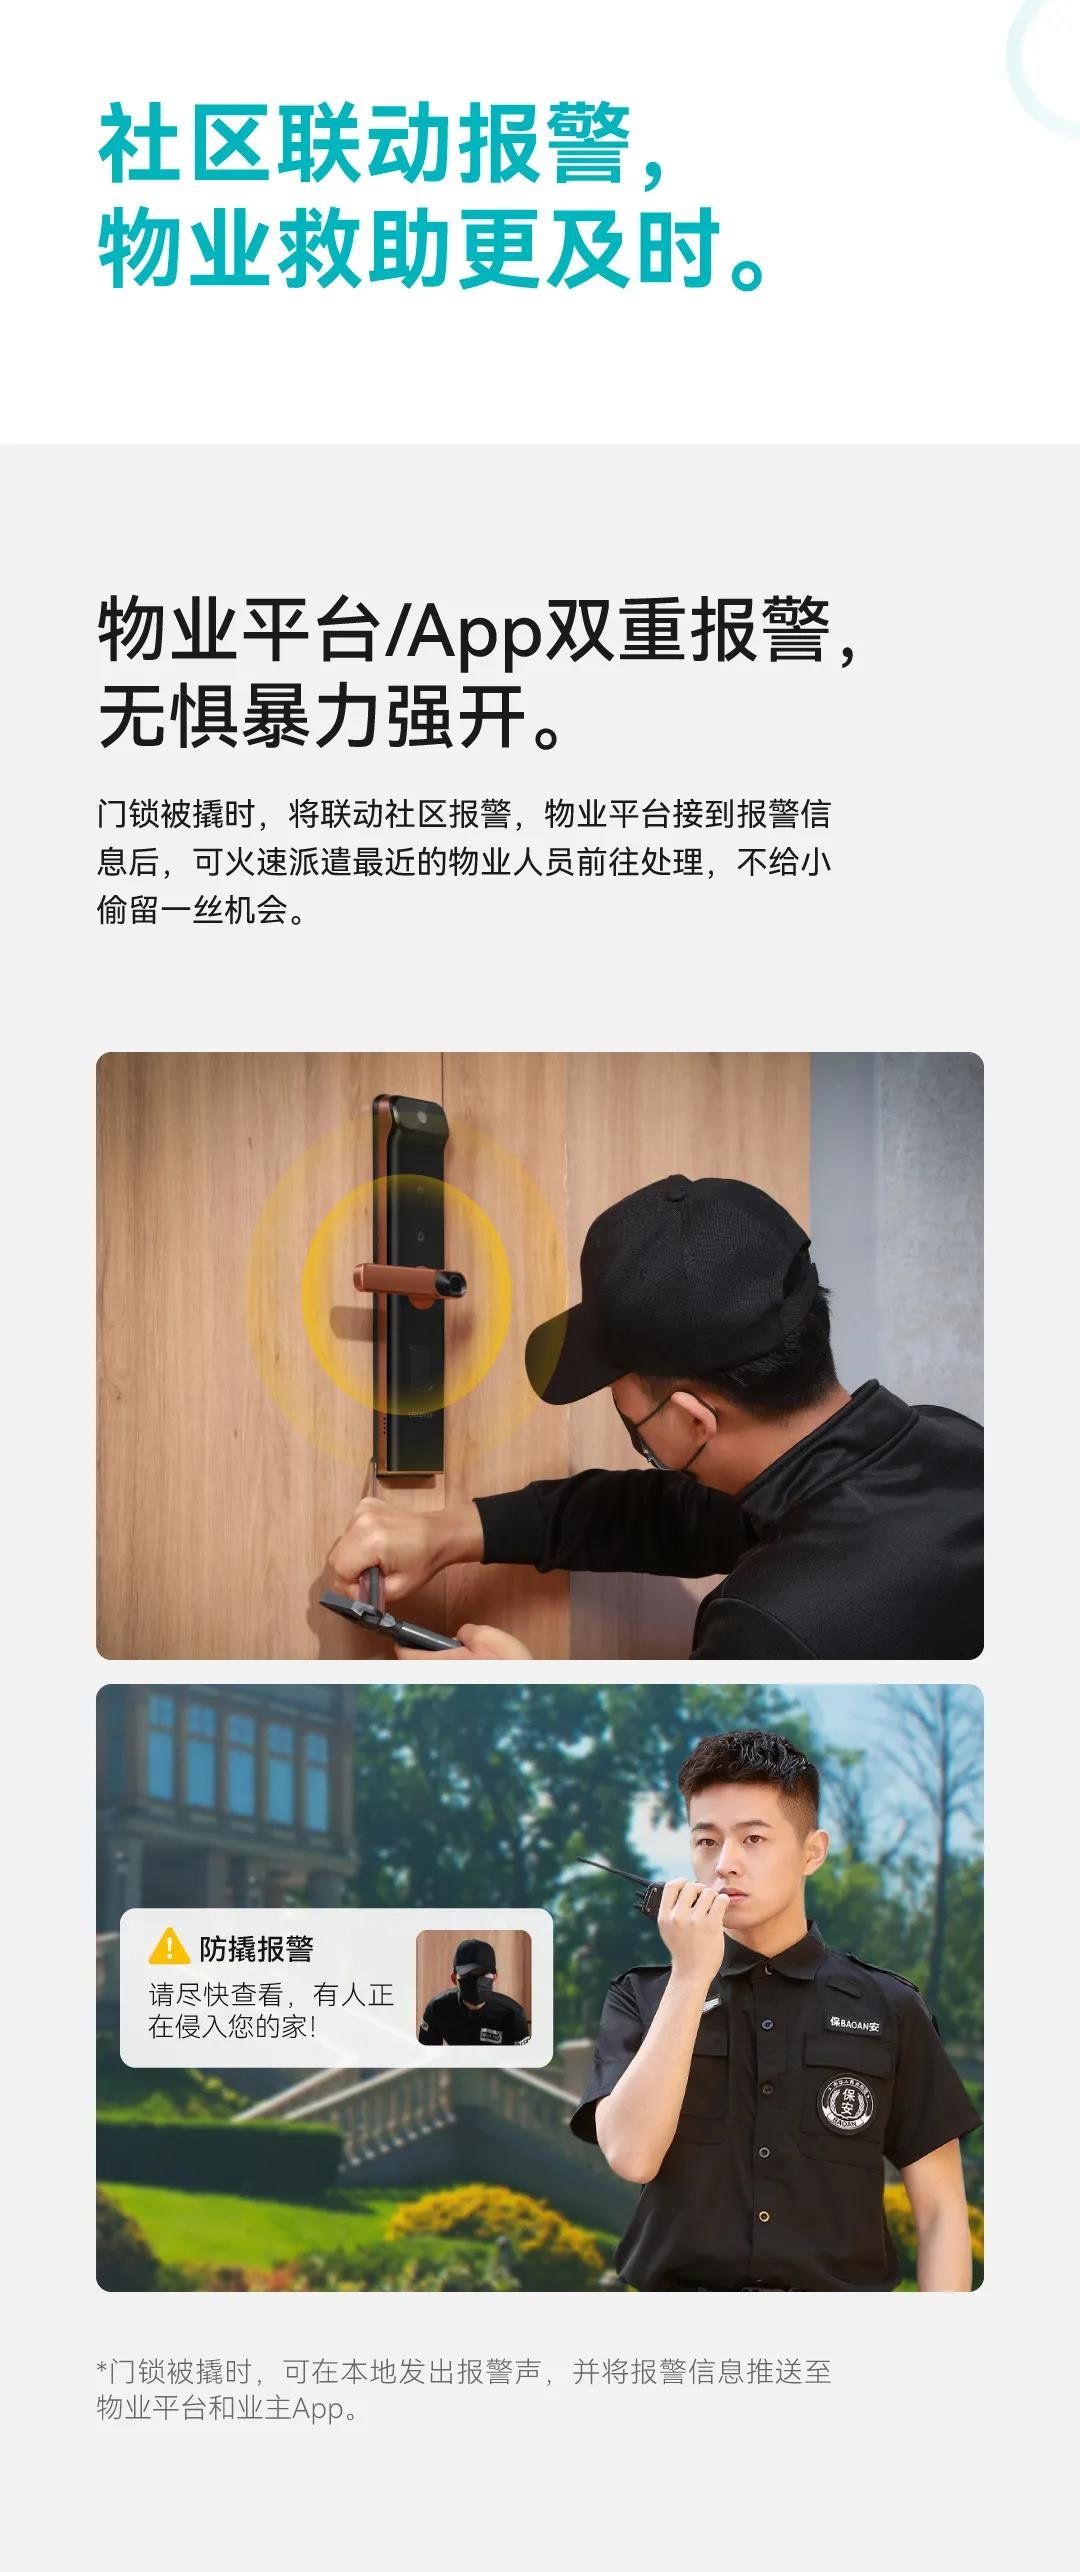 社区联动报警，
物业救助更及时。
物业平台/App双重报警，
无惧暴力强开。
门锁被撬时，将联动社区报警，物业平台接到报警信
息后，可火速派遣最近的物业人员前往处理，不给小
偷留一丝机会。
防撬报警
请尽快查看，有人正
在侵入您的家！
保BAOAN安
保
安
BAOAN
*门锁被撬时，可在本地发出报警声，并将报警信息推送至
物业平台和业主App。